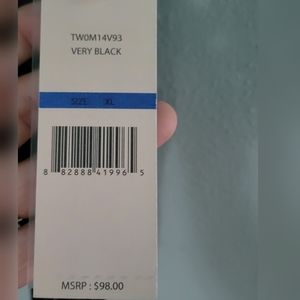 TW0M14V93
VERY BLACK
SIZE XL
8 82888 41996 5
MSRP : $98.00